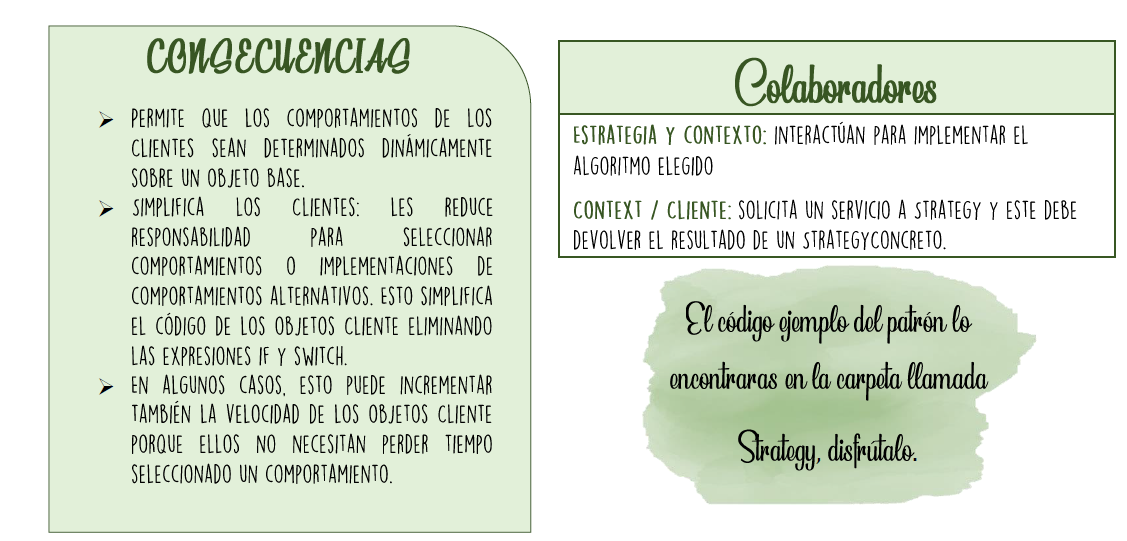 CONSECUENCIAS
PERMITE QUE LOS COMPORTAMIENTOS DE LOS
CLIENTES SEAN DETERMINADOS DINÁMICAMENTE
SOBRE UN OBJETO BASE.
SIMPLIFICA LOS CLIENTES: LES REDUCE
RESPONSABILIDAD PARA SELECCIONAR
COMPORTAMIENTOS O IMPLEMENTACIONES DE
COMPORTAMIENTOS ALTERNATIVOS. ESTO SIMPLIFICA
EL CÓDIGO DE LOS OBJETOS CLIENTE ELIMINANDO
LAS EXPRESIONES IF Y SWITCH.
EN ALGUNOS CASOS, ESTO PUEDE INCREMENTAR
TAMBIÉN LA VELOCIDAD DE LOS OBJETOS CLIENTE
PORQUE ELLOS NO NECESITAN PERDER TIEMPO
SELECCIONADO UN COMPORTAMIENTO.
Colaboradores
ESTRATEGIA Y CONTEXTO: INTERACTÚAN PARA IMPLEMENTAR EL
ALGORITMO ELEGIDO
CONTEXT / CLIENTE: SOLICITA UN SERVICIO A STRATEGY Y ESTE DEBE
DEVOLVER EL RESULTADO DE UN STRATEGYCONCRETO.
El código ejemplo del patrón lo
encontraras en la carpeta llamada
Strategy, disfrútalo.